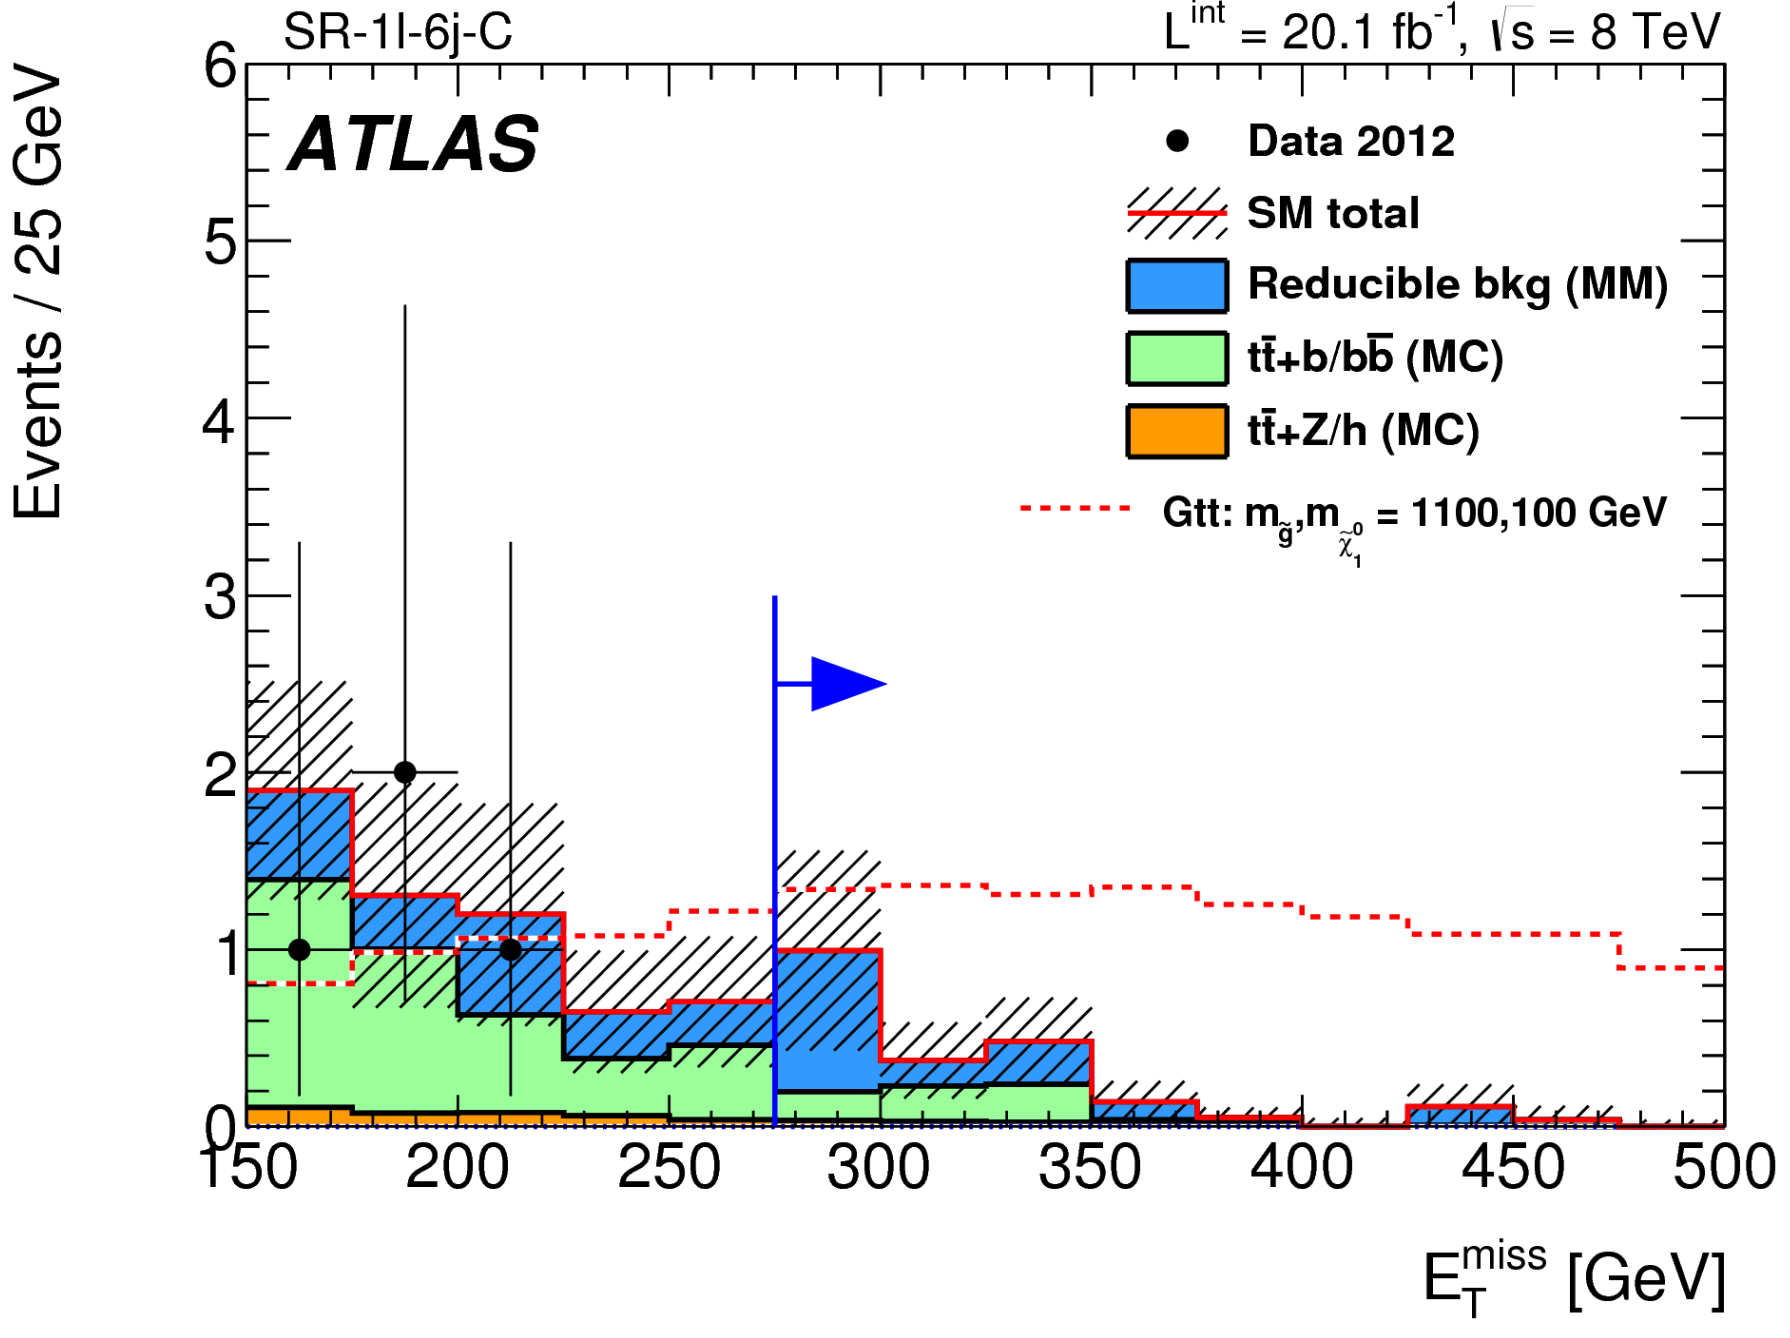 SR-1l-6j-C
L^int = 20.1 fb^-1, √s = 8 TeV
Events / 25 GeV
6
5
4
3
2
1
0
ATLAS
Data 2012
SM total
Reducible bkg (MM)
tt̄+b/bb̄ (MC)
tt̄+Z/h (MC)
Gtt: m_g̃,m_χ̃₁⁰ = 1100,100 GeV
150 200 250 300 350 400 450 500
E_T^miss [GeV]